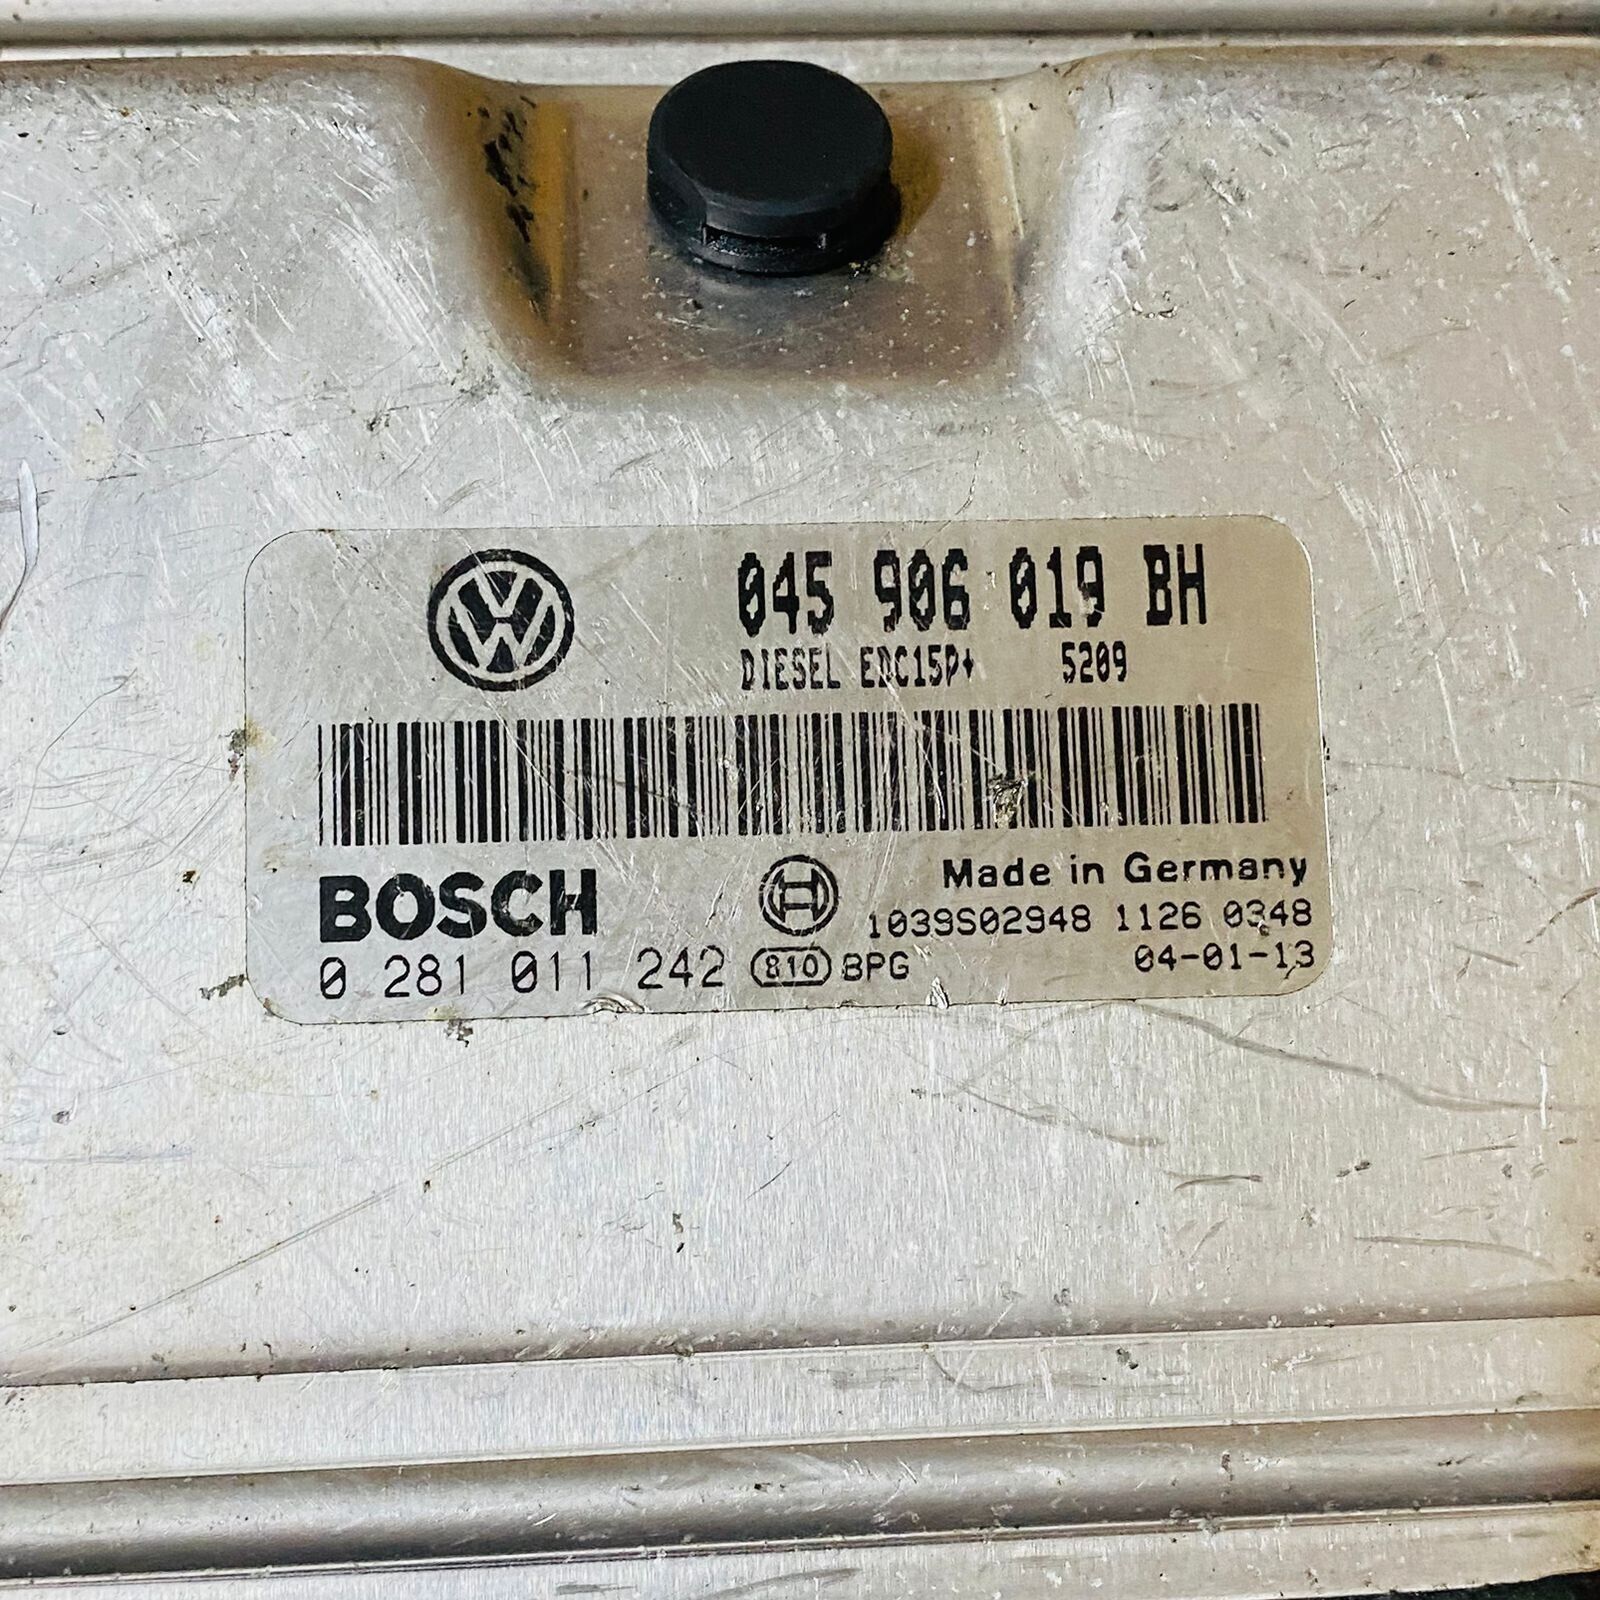 045 906 019 BH
DIESEL EDC15P+ 5209
BOSCH
Made in Germany
1039S02948 1126 0348
0 281 011 242 810 BPG 04-01-13